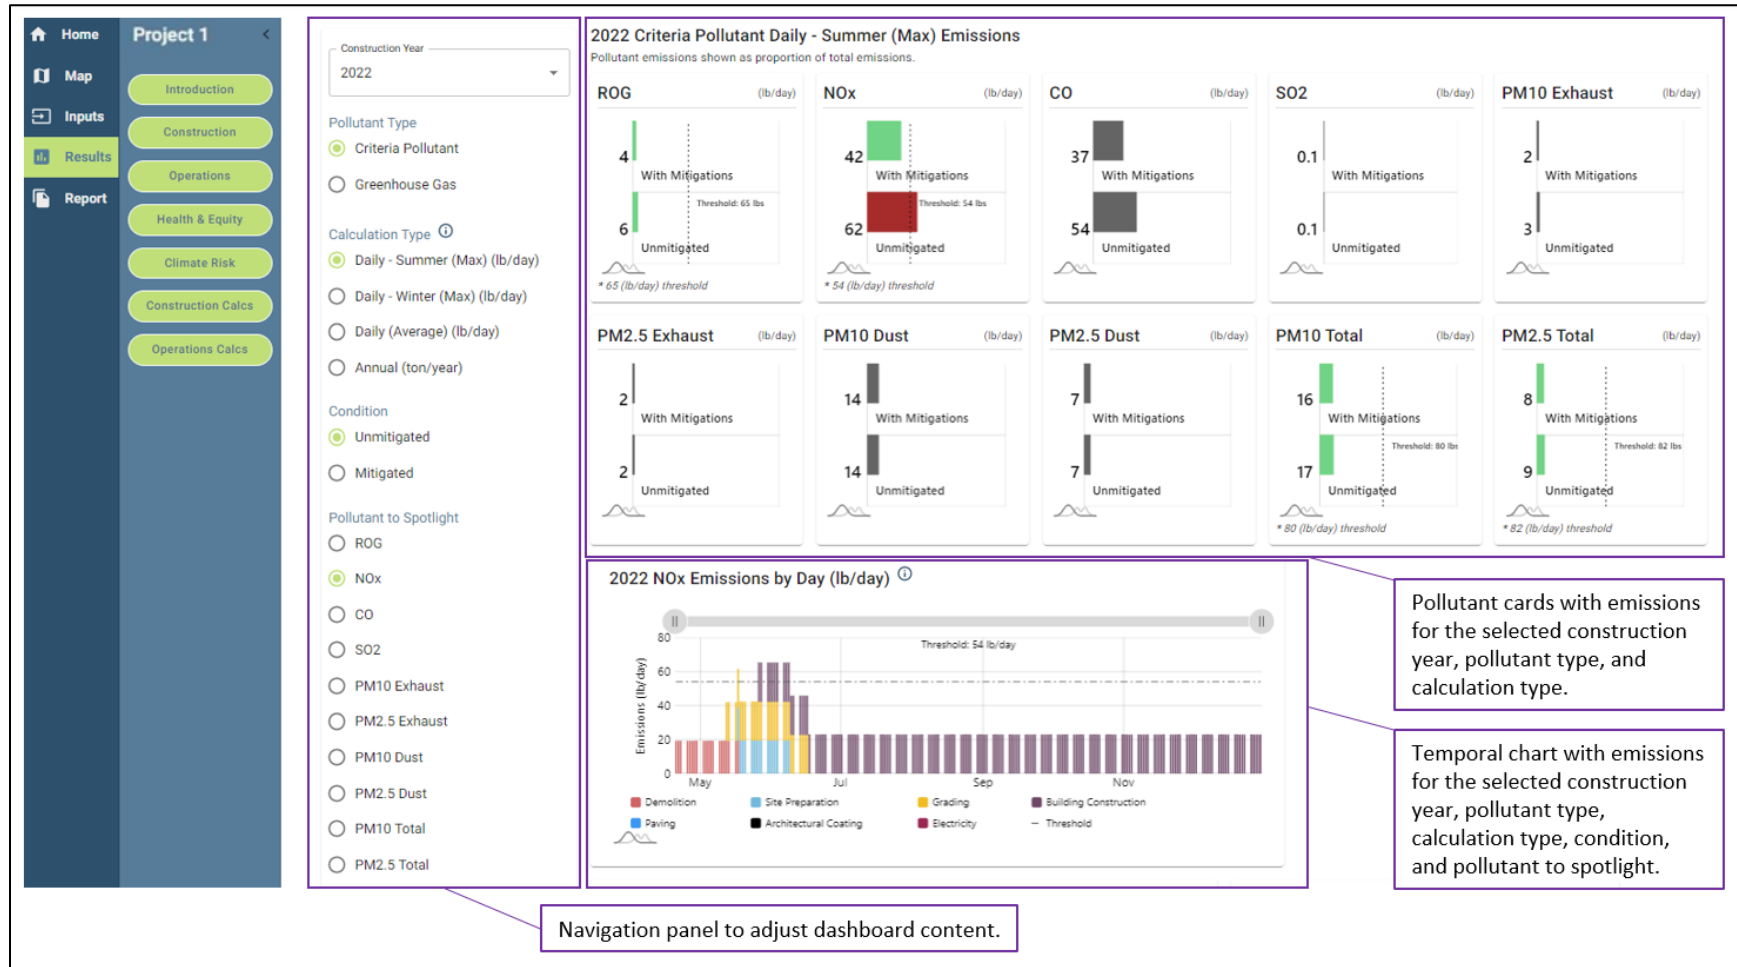 Home
Map
Inputs
Results
Report
Project 1
Introduction
Construction
Operations
Health & Equity
Climate Risk
Construction Calcs
Operations Calcs
Construction Year
2022
Pollutant Type
Criteria Pollutant
Greenhouse Gas
Calculation Type
Daily - Summer (Max) (lb/day)
Daily - Winter (Max) (lb/day)
Daily (Average) (lb/day)
Annual (ton/year)
Condition
Unmitigated
Mitigated
Pollutant to Spotlight
ROG
NOx
CO
SO2
PM10 Exhaust
PM2.5 Exhaust
PM10 Dust
PM2.5 Dust
PM10 Total
PM2.5 Total
2022 Criteria Pollutant Daily - Summer (Max) Emissions
Pollutant emissions shown as proportion of total emissions.
ROG (lb/day)
4
With Mitigations
Threshold: 65 lbs
6
Unmitigated
* 65 (lb/day) threshold
NOx (lb/day)
42
With Mitigations
Threshold: 54 lbs
62
Unmitigated
* 54 (lb/day) threshold
CO (lb/day)
37
With Mitigations
54
Unmitigated
SO2 (lb/day)
0.1
With Mitigations
0.1
Unmitigated
PM10 Exhaust (lb/day)
2
With Mitigations
3
Unmitigated
PM2.5 Exhaust (lb/day)
2
With Mitigations
2
Unmitigated
PM10 Dust (lb/day)
14
With Mitigations
14
Unmitigated
PM2.5 Dust (lb/day)
7
With Mitigations
7
Unmitigated
PM10 Total (lb/day)
16
With Mitigations
Threshold: 80 lbs
17
Unmitigated
* 80 (lb/day) threshold
PM2.5 Total (lb/day)
8
With Mitigations
Threshold: 82 lbs
9
Unmitigated
* 82 (lb/day) threshold
2022 NOx Emissions by Day (lb/day)
Threshold: 54 lb/day
Emissions (lb/day)
80
60
40
20
0
May Jul Sep Nov
Demolition Site Preparation Grading Building Construction
Paving Architectural Coating Electricity Threshold
Pollutant cards with emissions
for the selected construction
year, pollutant type, and
calculation type.
Temporal chart with emissions
for the selected construction
year, pollutant type,
calculation type, condition,
and pollutant to spotlight.
Navigation panel to adjust dashboard content.